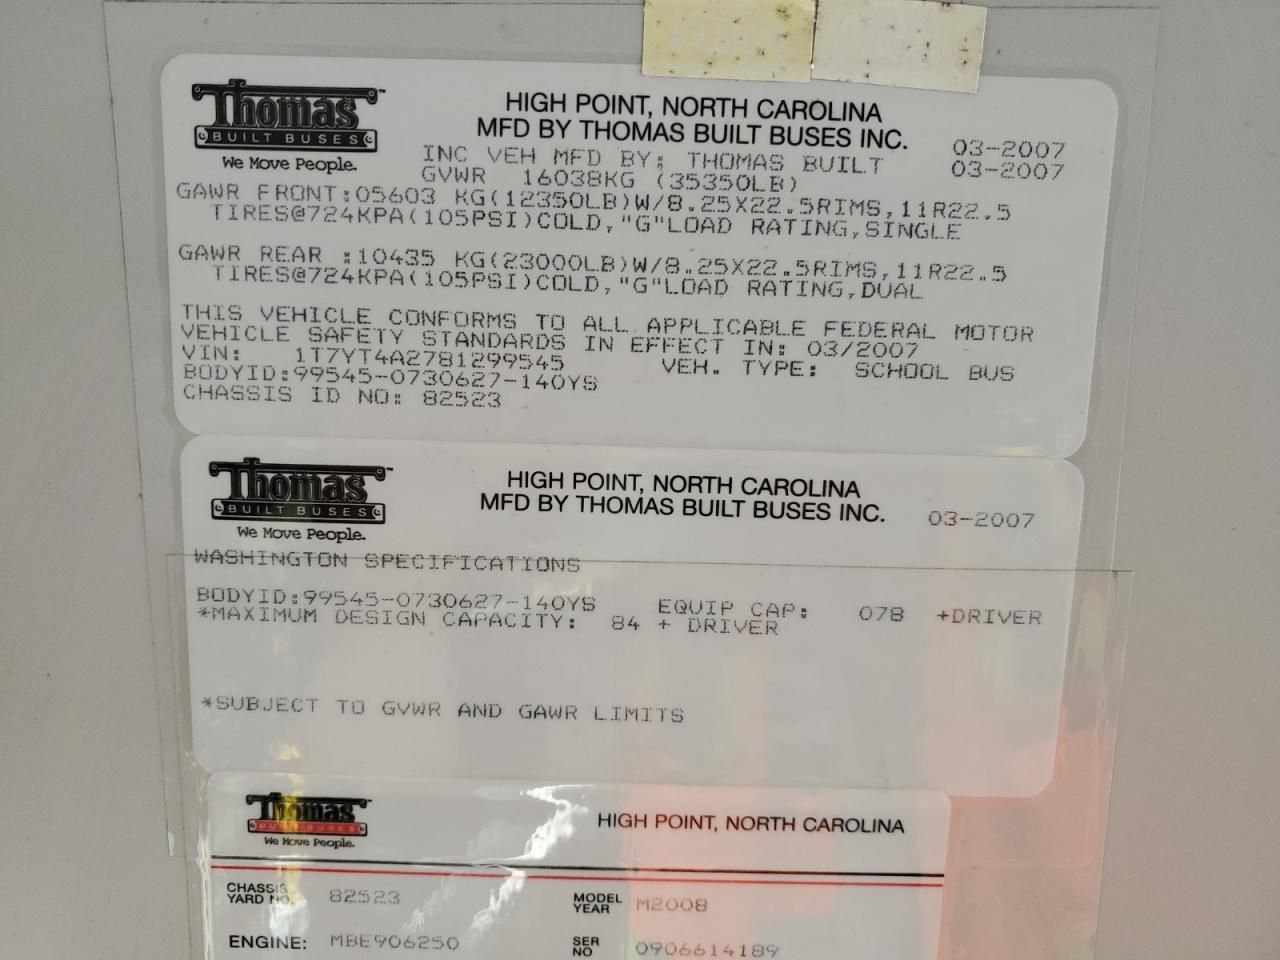 Thomas
BUILT BUSES
We Move People.
HIGH POINT, NORTH CAROLINA
MFD BY THOMAS BUILT BUSES INC. 03-2007
INC VEH MFD BY: THOMAS BUILT 03-2007
GVWR 16038KG (35350LB)
GAWR FRONT:05603 KG(12350LB)W/8.25X22.5RIMS,11R22.5
TIRES@724KPA(105PSI)COLD,"G"LOAD RATING,SINGLE
GAWR REAR :10435 KG(23000LB)W/8.25X22.5RIMS,11R22.5
TIRES@724KPA(105PSI)COLD,"G"LOAD RATING,DUAL
THIS VEHICLE CONFORMS TO ALL APPLICABLE FEDERAL MOTOR
VEHICLE SAFETY STANDARDS IN EFFECT IN: 03/2007
VIN: 1T7YT4A2781299545 VEH. TYPE: SCHOOL BUS
BODYID:99545-0730627-140YS
CHASSIS ID NO: 82523
Thomas
BUILT BUSES
We Move People.
HIGH POINT, NORTH CAROLINA
MFD BY THOMAS BUILT BUSES INC. 03-2007
WASHINGTON SPECIFICATIONS
BODYID:99545-0730627-140YS EQUIP CAP: 078 +DRIVER
*MAXIMUM DESIGN CAPACITY: 84 + DRIVER
*SUBJECT TO GVWR AND GAWR LIMITS
Thomas
BUILT BUSES
We Move People.
HIGH POINT, NORTH CAROLINA
CHASSIS YARD NO. 82523 MODEL YEAR M2008
ENGINE: MBE906250 SER NO 0906614189